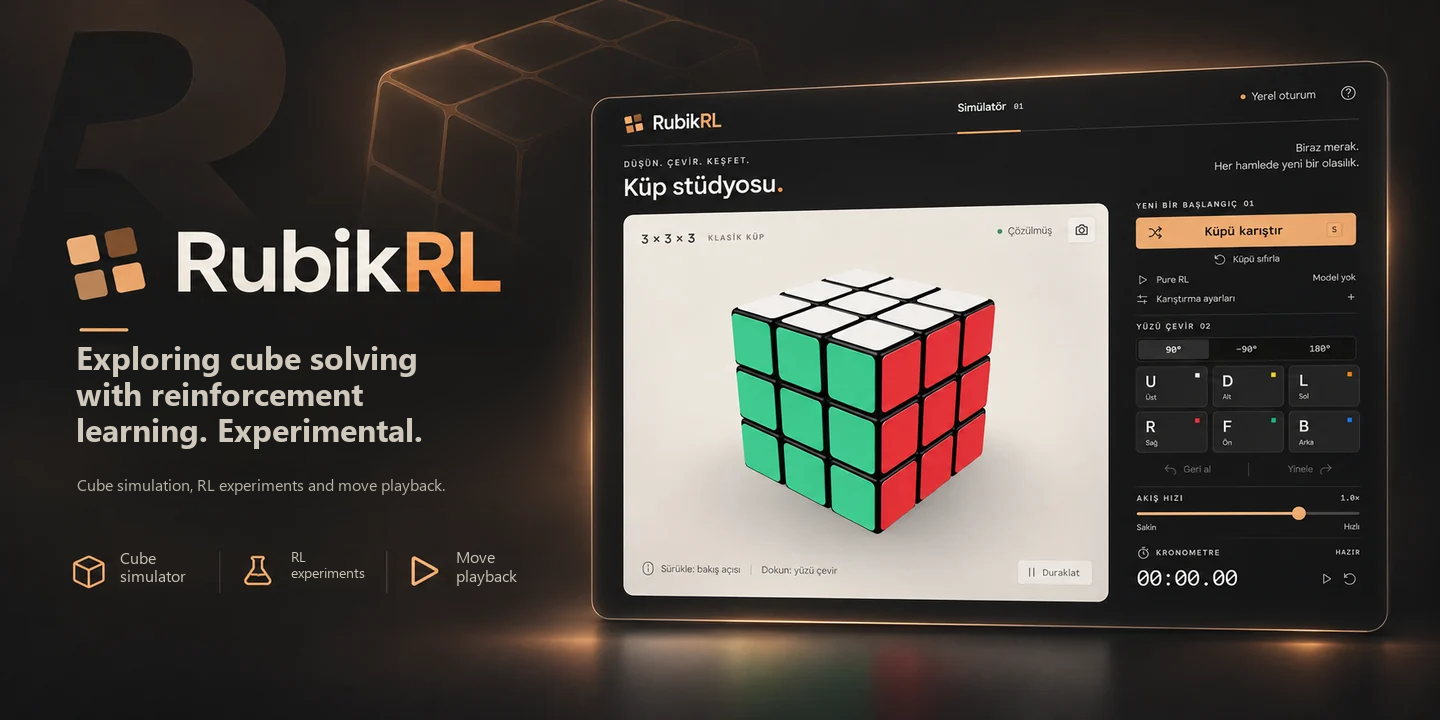 RubikRL
Exploring cube solving
with reinforcement
learning. Experimental.
Cube simulation, RL experiments and move playback.
Cube
simulator
RL
experiments
Move
playback
RubikRL
Simülatör 01
Yerel oturum
DÜŞÜN. ÇEVİR. KEŞFET.
Küp stüdyosu.
Biraz merak.
Her hamlede yeni bir olasılık.
3 × 3 × 3 KLASİK KÜP
Çözülmüş
Sürükle: bakış açısı
Dokun: yüzü çevir
Duraklat
YENİ BİR BAŞLANGIÇ 01
Küpü karıştır S
Küpü sıfırla
Pure RL Model yok
Karıştırma ayarları +
YÜZÜ ÇEVİR 02
90° −90° 180°
U D L
Üst Alt Sol
R F B
Sağ Ön Arka
Geri al Yinele
AKIŞ HIZI 1.0×
Sakin Hızlı
KRONOMETRE HAZIR
00:00.00